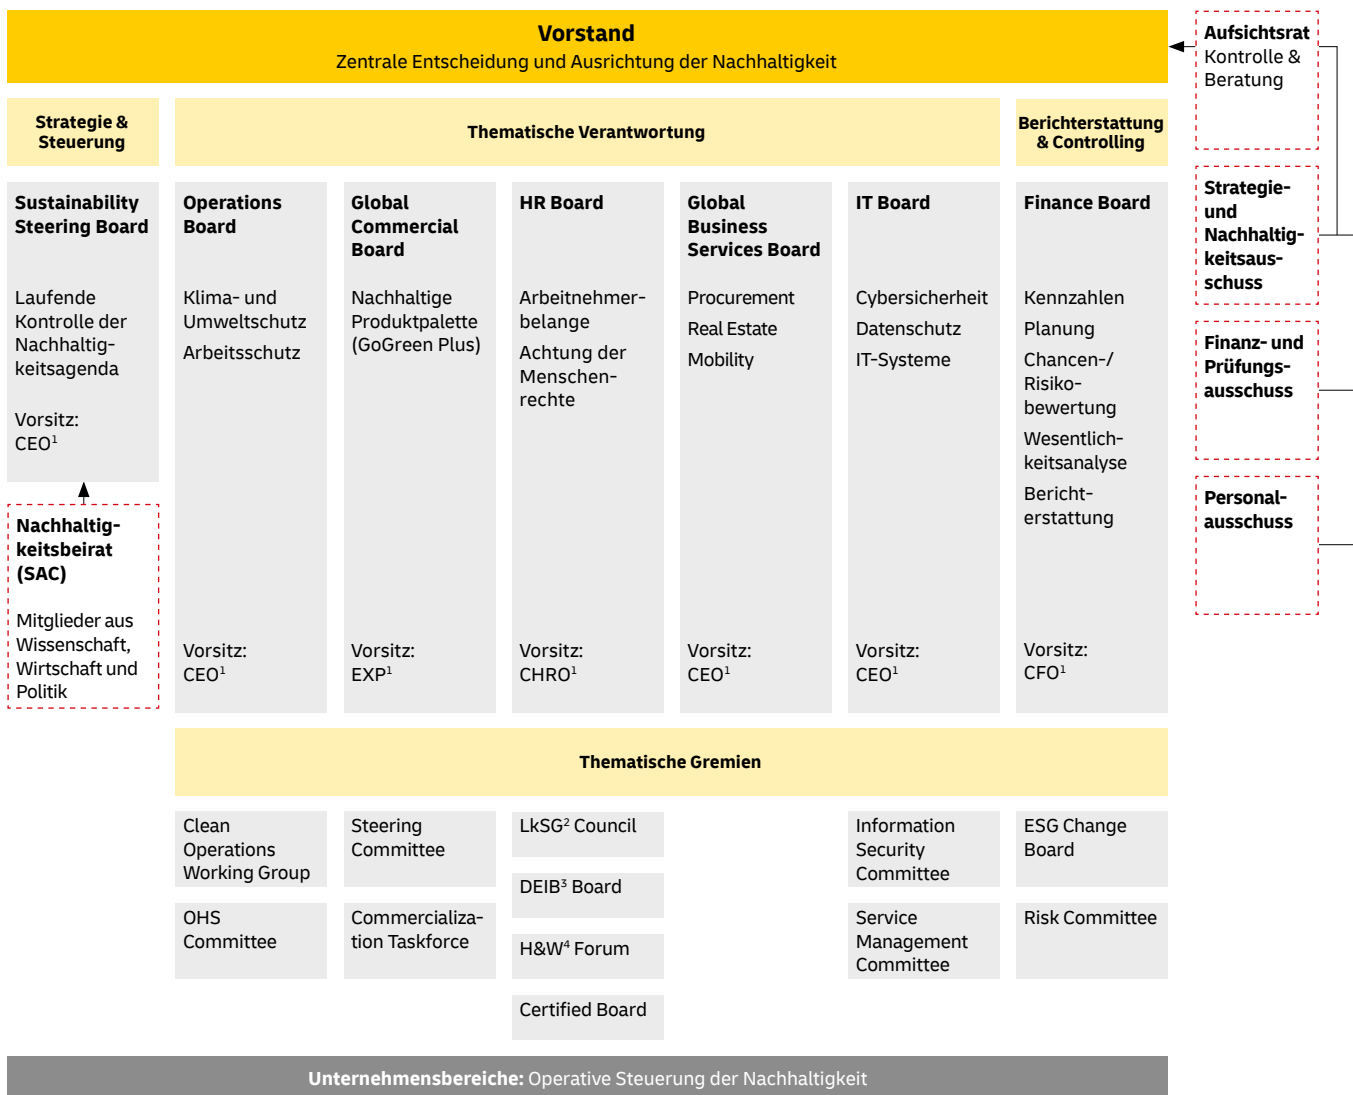 Vorstand
Zentrale Entscheidung und Ausrichtung der Nachhaltigkeit
Strategie &
Steuerung
Thematische Verantwortung
Berichterstattung
& Controlling
Sustainability
Steering Board
Laufende
Kontrolle der
Nachhaltig-
keitsagenda
Vorsitz:
CEO¹
Nachhaltig-
keitsbeirat
(SAC)
Mitglieder aus
Wissenschaft,
Wirtschaft und
Politik
Operations
Board
Klima- und
Umweltschutz
Arbeitsschutz
Vorsitz:
CEO¹
Global
Commercial
Board
Nachhaltige
Produktpalette
(GoGreen Plus)
Vorsitz:
EXP¹
HR Board
Arbeitnehmer-
belange
Achtung der
Menschen-
rechte
Vorsitz:
CHRO¹
Global
Business
Services Board
Procurement
Real Estate
Mobility
Vorsitz:
CEO¹
IT Board
Cybersicherheit
Datenschutz
IT-Systeme
Vorsitz:
CEO¹
Finance Board
Kennzahlen
Planung
Chancen-/
Risiko-
bewertung
Wesentlich-
keitsanalyse
Bericht-
erstattung
Vorsitz:
CFO¹
Aufsichtsrat
Kontrolle &
Beratung
Strategie-
und
Nachhaltig-
keitsaus-
schuss
Finanz- und
Prüfungs-
ausschuss
Personal-
ausschuss
Thematische Gremien
Clean
Operations
Working Group
OHS
Committee
Steering
Committee
Commercializa-
tion Taskforce
LkSG² Council
DEIB³ Board
H&W⁴ Forum
Certified Board
Information
Security
Committee
Service
Management
Committee
ESG Change
Board
Risk Committee
Unternehmensbereiche: Operative Steuerung der Nachhaltigkeit